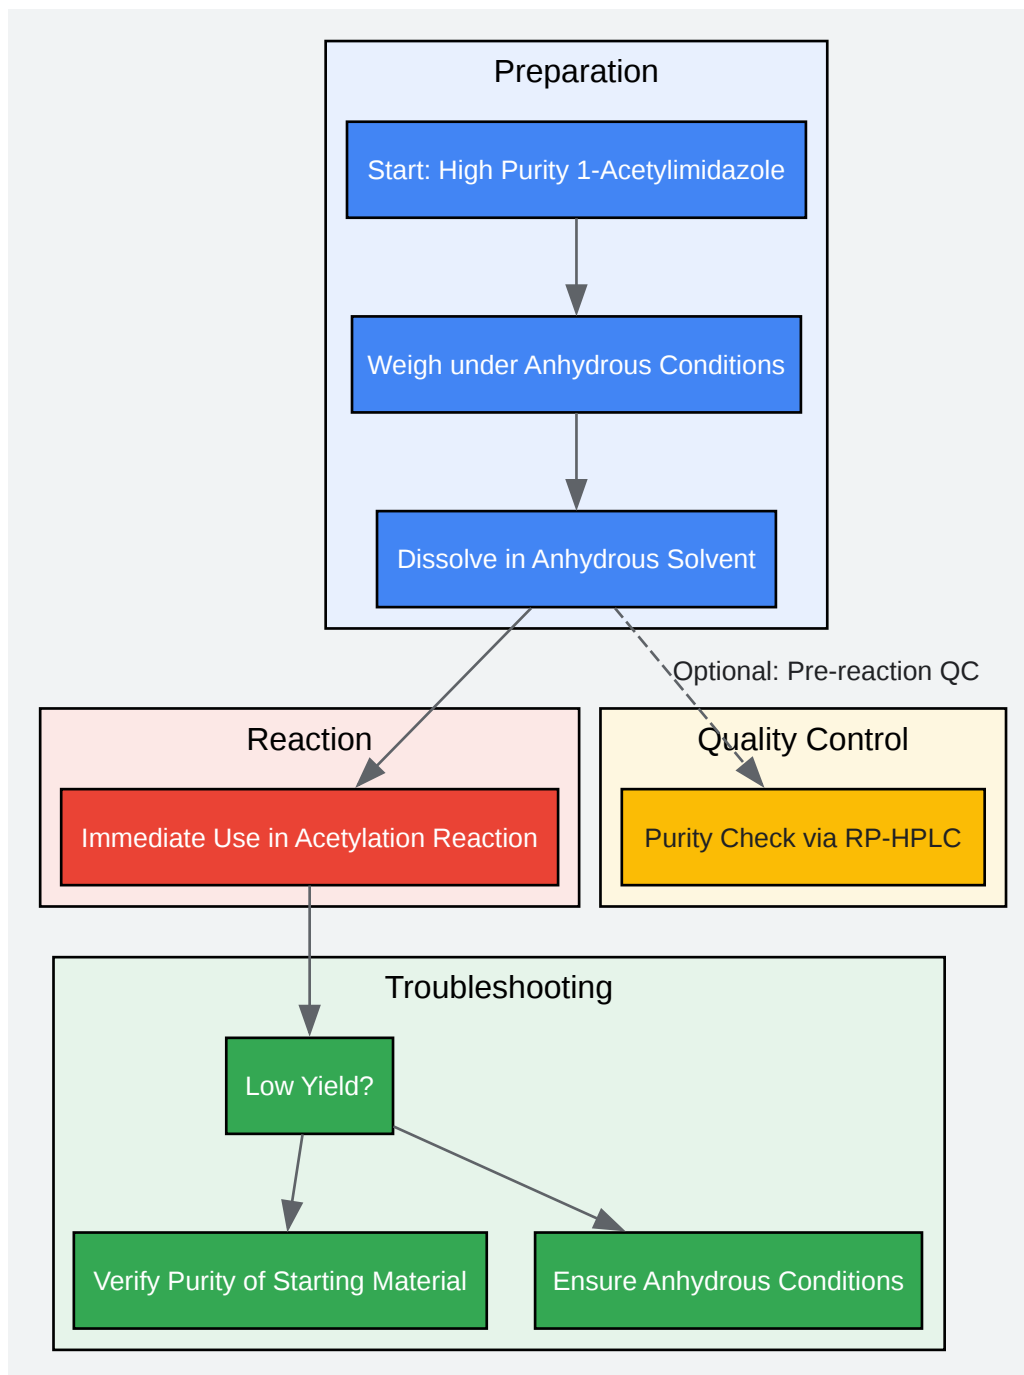 Preparation
Start: High Purity 1-Acetylimidazole
Weigh under Anhydrous Conditions
Dissolve in Anhydrous Solvent
Optional: Pre-reaction QC
Reaction
Immediate Use in Acetylation Reaction
Quality Control
Purity Check via RP-HPLC
Troubleshooting
Low Yield?
Verify Purity of Starting Material
Ensure Anhydrous Conditions